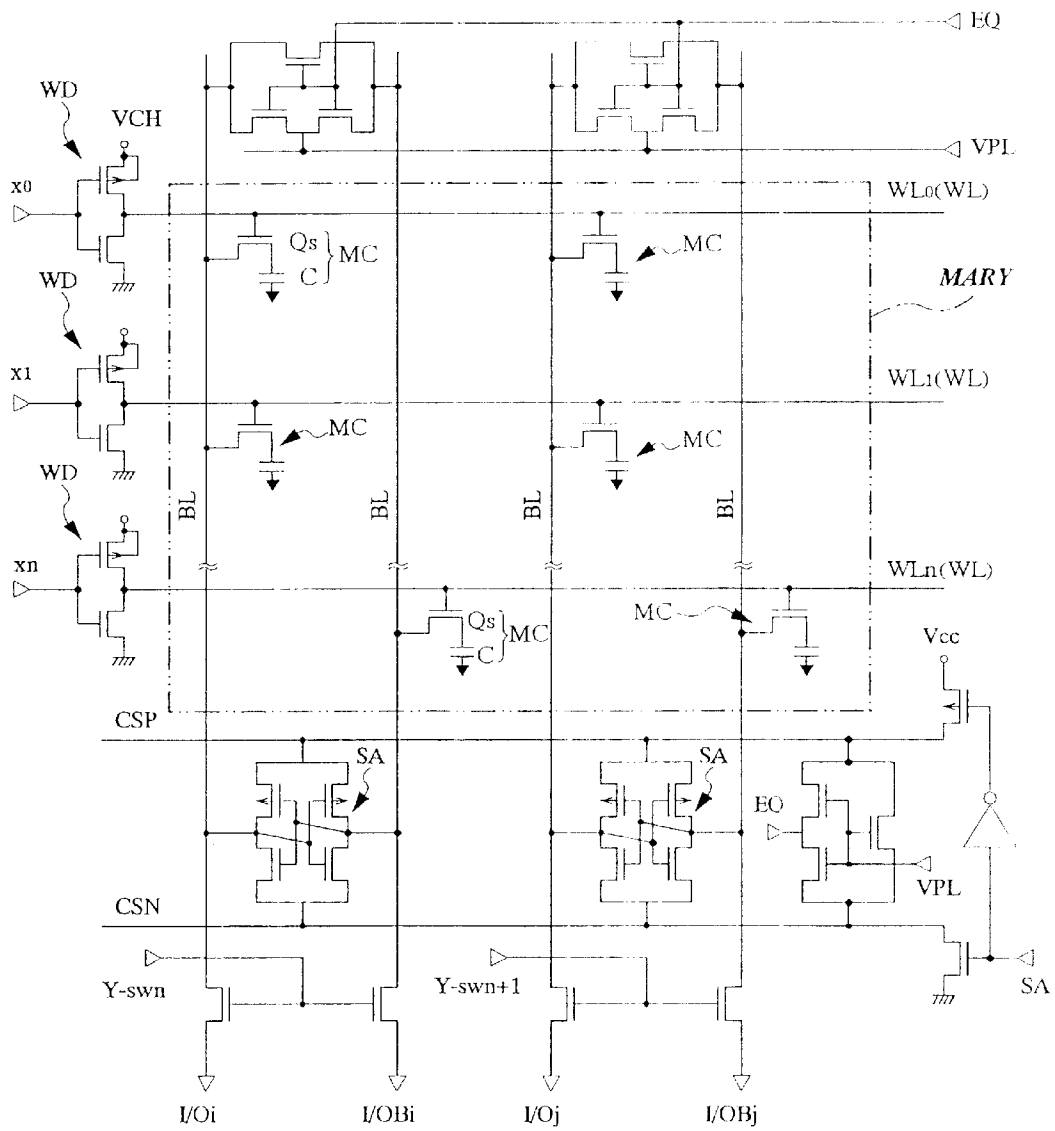 EQ
WD
VCH
VPL
x0
WL0(WL)
Qs
C
MC
MC
MARY
WD
x1
WL1(WL)
MC
MC
WD
BL
BL
BL
BL
xn
WLn(WL)
Qs
C
MC
MC
Vcc
CSP
SA
SA
EQ
VPL
CSN
Y-swn
Y-swn+1
SA
I/Oi
I/OBi
I/Oj
I/OBj